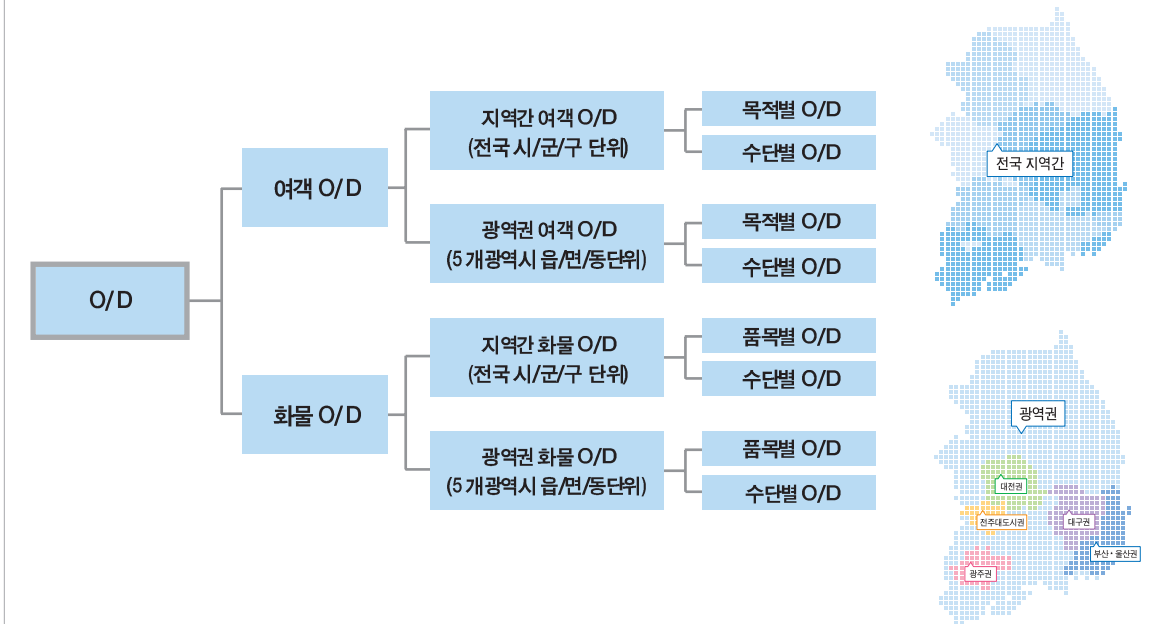 O/D
여객 O/D
화물 O/D
지역간 여객 O/D
(전국 시/군/구 단위)
광역권 여객 O/D
(5 개광역시 읍/면/동단위)
지역간 화물 O/D
(전국 시/군/구 단위)
광역권 화물 O/D
(5 개광역시 읍/면/동단위)
목적별 O/D
수단별 O/D
목적별 O/D
수단별 O/D
품목별 O/D
수단별 O/D
품목별 O/D
수단별 O/D
전국 지역간
광역권
대전권
전주대도시권
대구권
부산·울산권
광주권